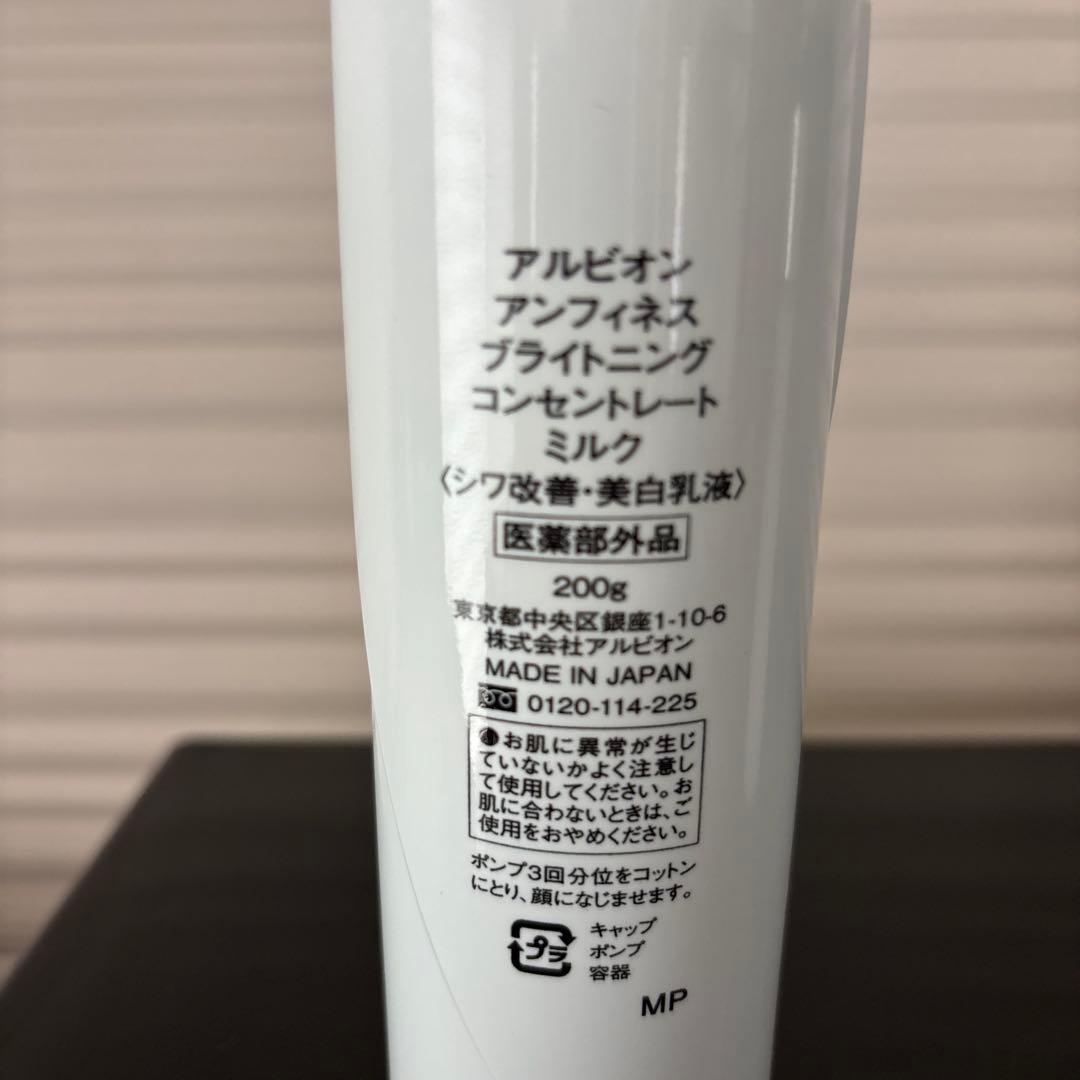 アルビオン
アンフィネス
ブライトニング
コンセントレート
ミルク
〈シワ改善・美白乳液〉
医薬部外品
200g
東京都中央区銀座1-10-6
株式会社アルビオン
MADE IN JAPAN
0120-114-225
お肌に異常が生じ
ていないかよく注意し
て使用してください。お
肌に合わないときは、ご
使用をおやめください。
ポンプ3回分位をコットン
にとり、顔になじませます。
プラ
キャップ
ポンプ
容器
MP